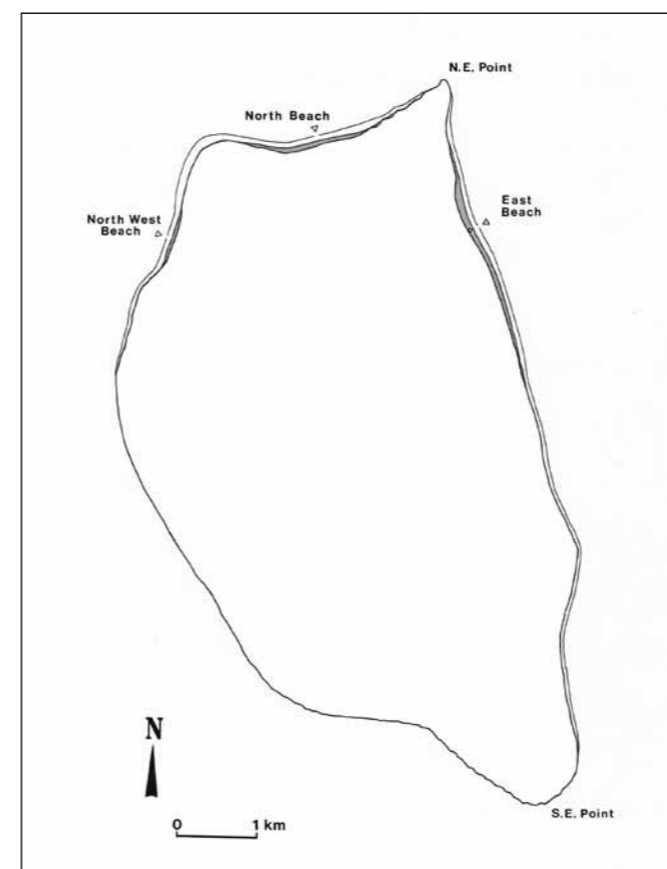 N.E. Point
North Beach
East
Beach
North West
Beach
N
0 1 km
S.E. Point